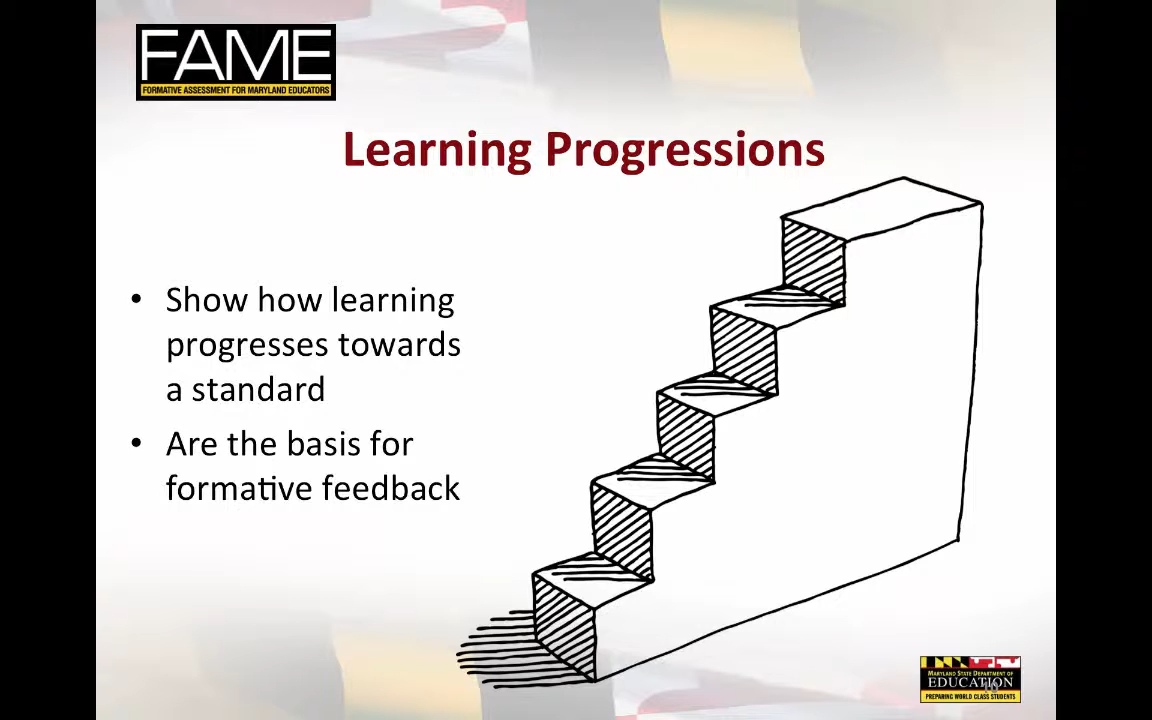 FAME
FORMATIVE ASSESSMENT FOR MARYLAND EDUCATORS
Learning Progressions
• Show how learning
progresses towards
a standard
• Are the basis for
formative feedback
MARYLAND STATE DEPARTMENT OF
EDUCATION
10
PREPARING WORLD CLASS STUDENTS